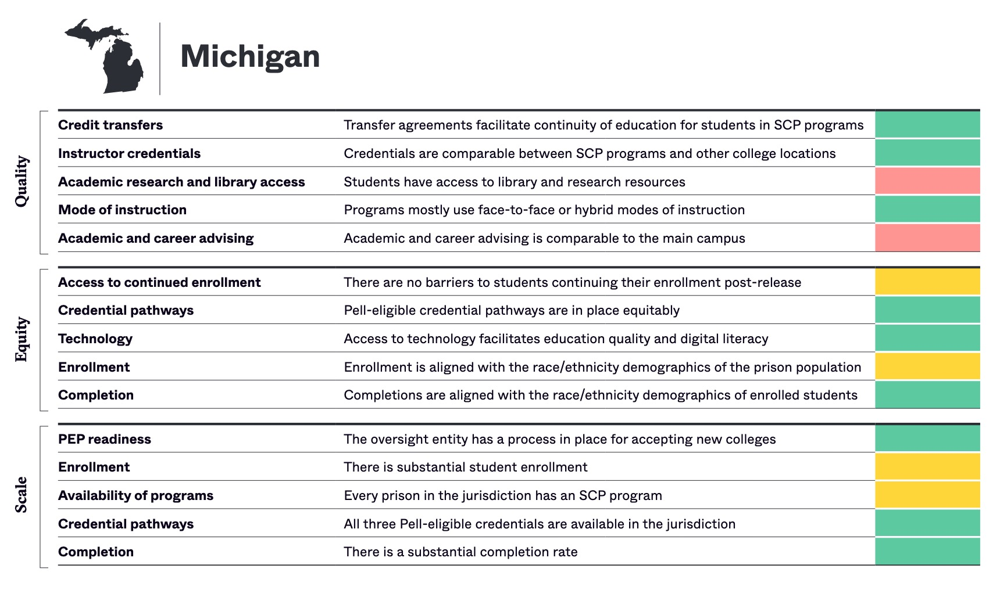 Michigan
Quality
Credit transfers Transfer agreements facilitate continuity of education for students in SCP programs
Instructor credentials Credentials are comparable between SCP programs and other college locations
Academic research and library access Students have access to library and research resources
Mode of instruction Programs mostly use face-to-face or hybrid modes of instruction
Academic and career advising Academic and career advising is comparable to the main campus
Equity
Access to continued enrollment There are no barriers to students continuing their enrollment post-release
Credential pathways Pell-eligible credential pathways are in place equitably
Technology Access to technology facilitates education quality and digital literacy
Enrollment Enrollment is aligned with the race/ethnicity demographics of the prison population
Completion Completions are aligned with the race/ethnicity demographics of enrolled students
Scale
PEP readiness The oversight entity has a process in place for accepting new colleges
Enrollment There is substantial student enrollment
Availability of programs Every prison in the jurisdiction has an SCP program
Credential pathways All three Pell-eligible credentials are available in the jurisdiction
Completion There is a substantial completion rate